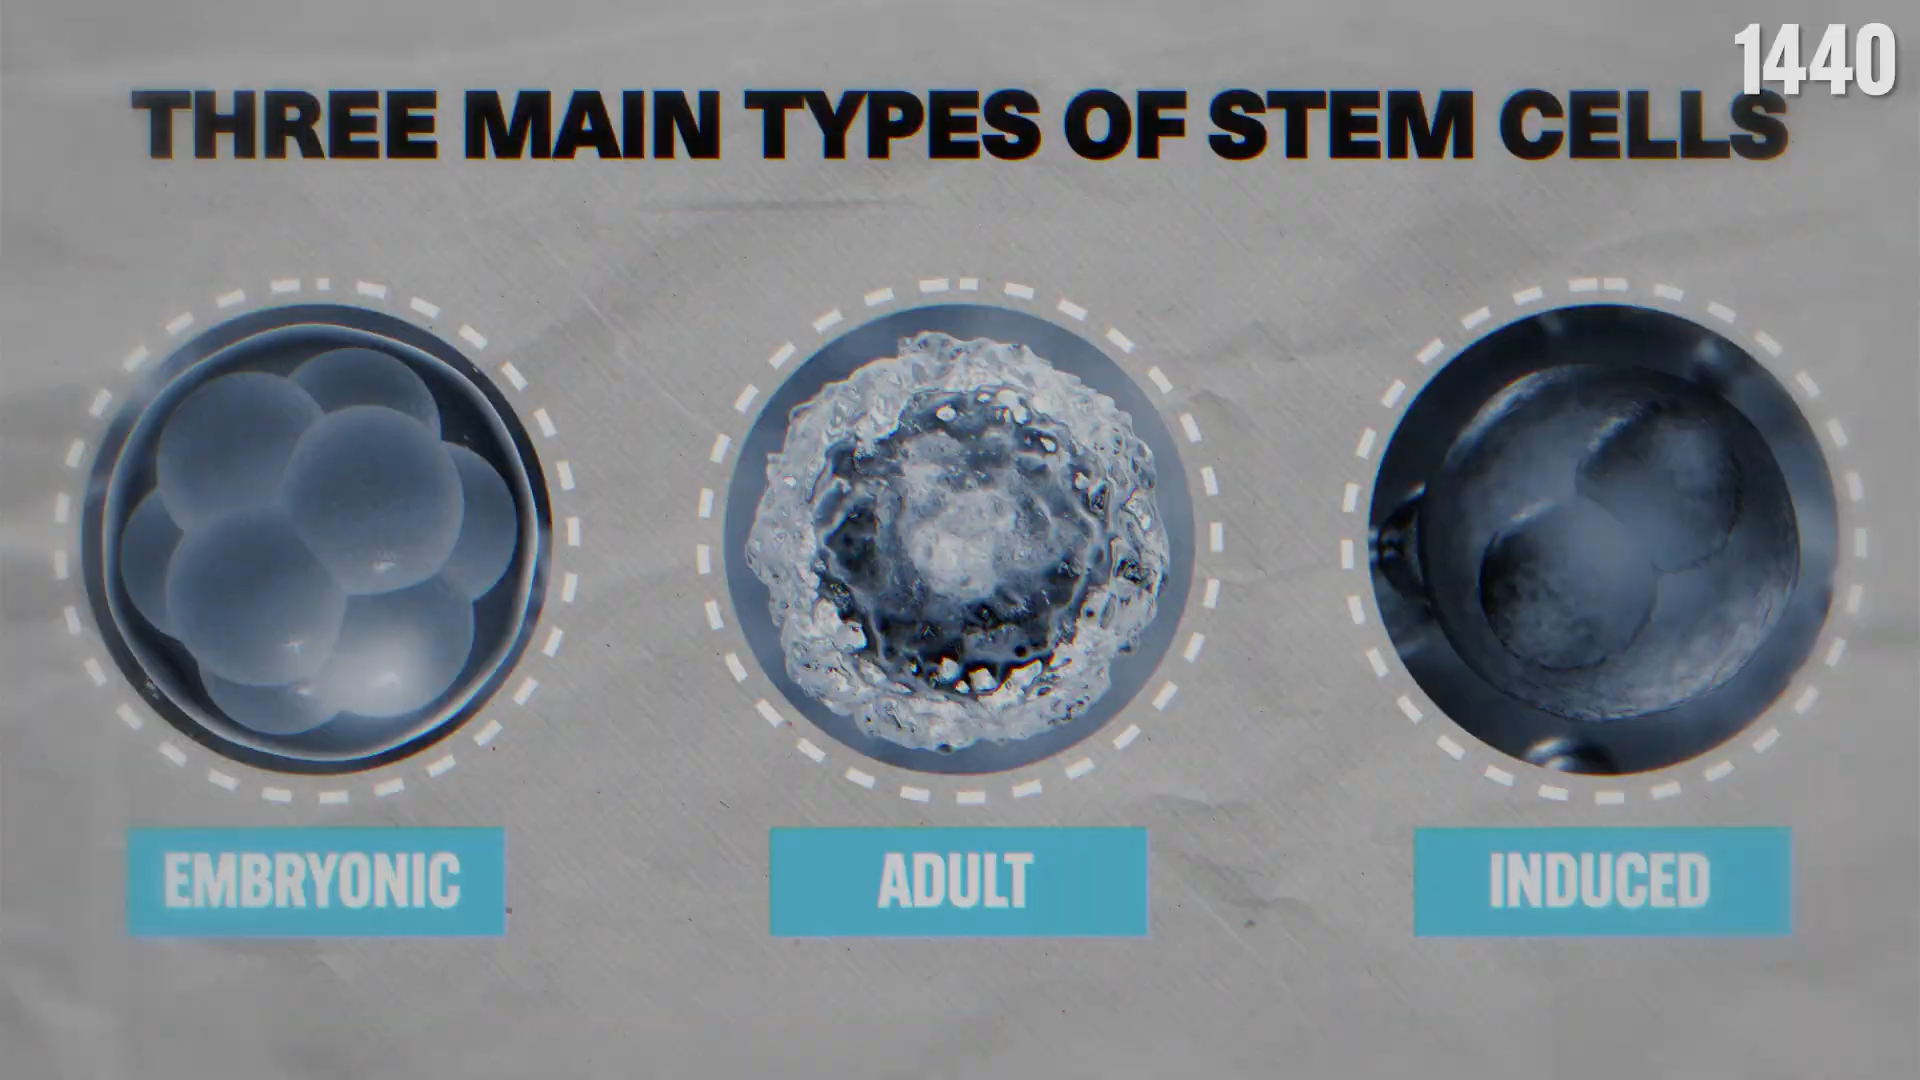 1440
THREE MAIN TYPES OF STEM CELLS
EMBRYONIC
ADULT
INDUCED